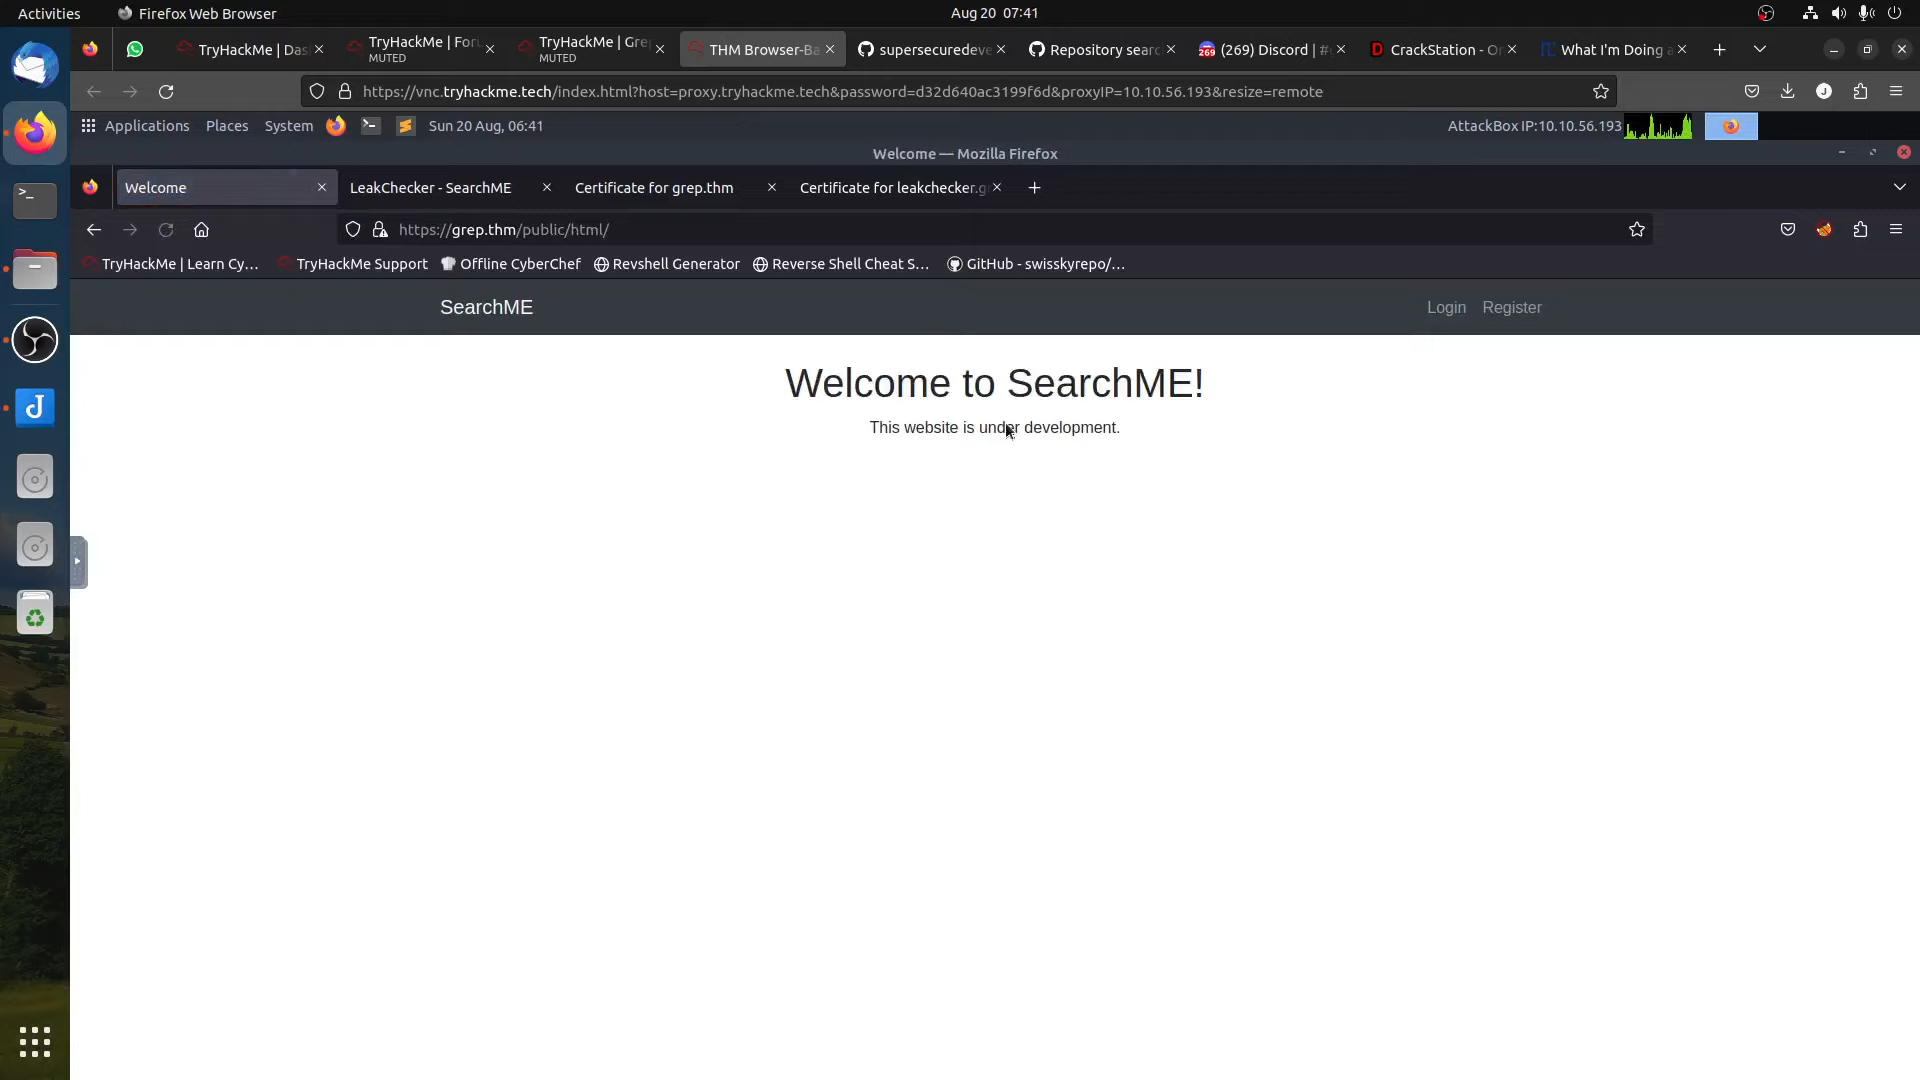 Activities Firefox Web Browser Aug 20 07:41
TryHackMe | Das TryHackMe | Foru MUTED TryHackMe | Gre MUTED THM Browser-Ba supersecuredeve Repository searc (269) Discord | #c CrackStation - Or What I'm Doing a
https://vnc.tryhackme.tech/index.html?host=proxy.tryhackme.tech&password=d32d640ac3199f6d&proxyIP=10.10.56.193&resize=remote
Applications Places System Sun 20 Aug, 06:41 AttackBox IP:10.10.56.193
Welcome — Mozilla Firefox
Welcome LeakChecker - SearchME Certificate for grep.thm Certificate for leakchecker.g
https://grep.thm/public/html/
TryHackMe | Learn Cy... TryHackMe Support Offline CyberChef Revshell Generator Reverse Shell Cheat S... GitHub - swisskyrepo/...
SearchME Login Register
Welcome to SearchME!
This website is under development.